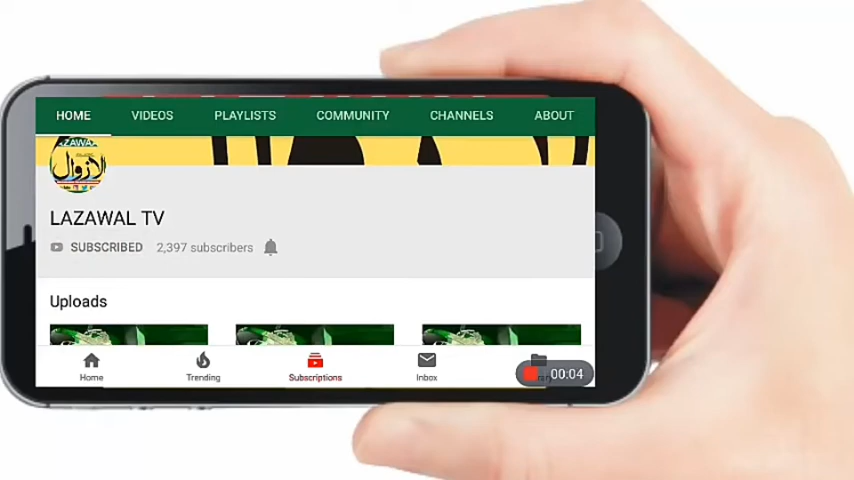 HOME VIDEOS PLAYLISTS COMMUNITY CHANNELS ABOUT
لازوال
LAZAWAL TV
SUBSCRIBED 2,397 subscribers
Uploads
Home Trending Subscriptions Inbox
00:04